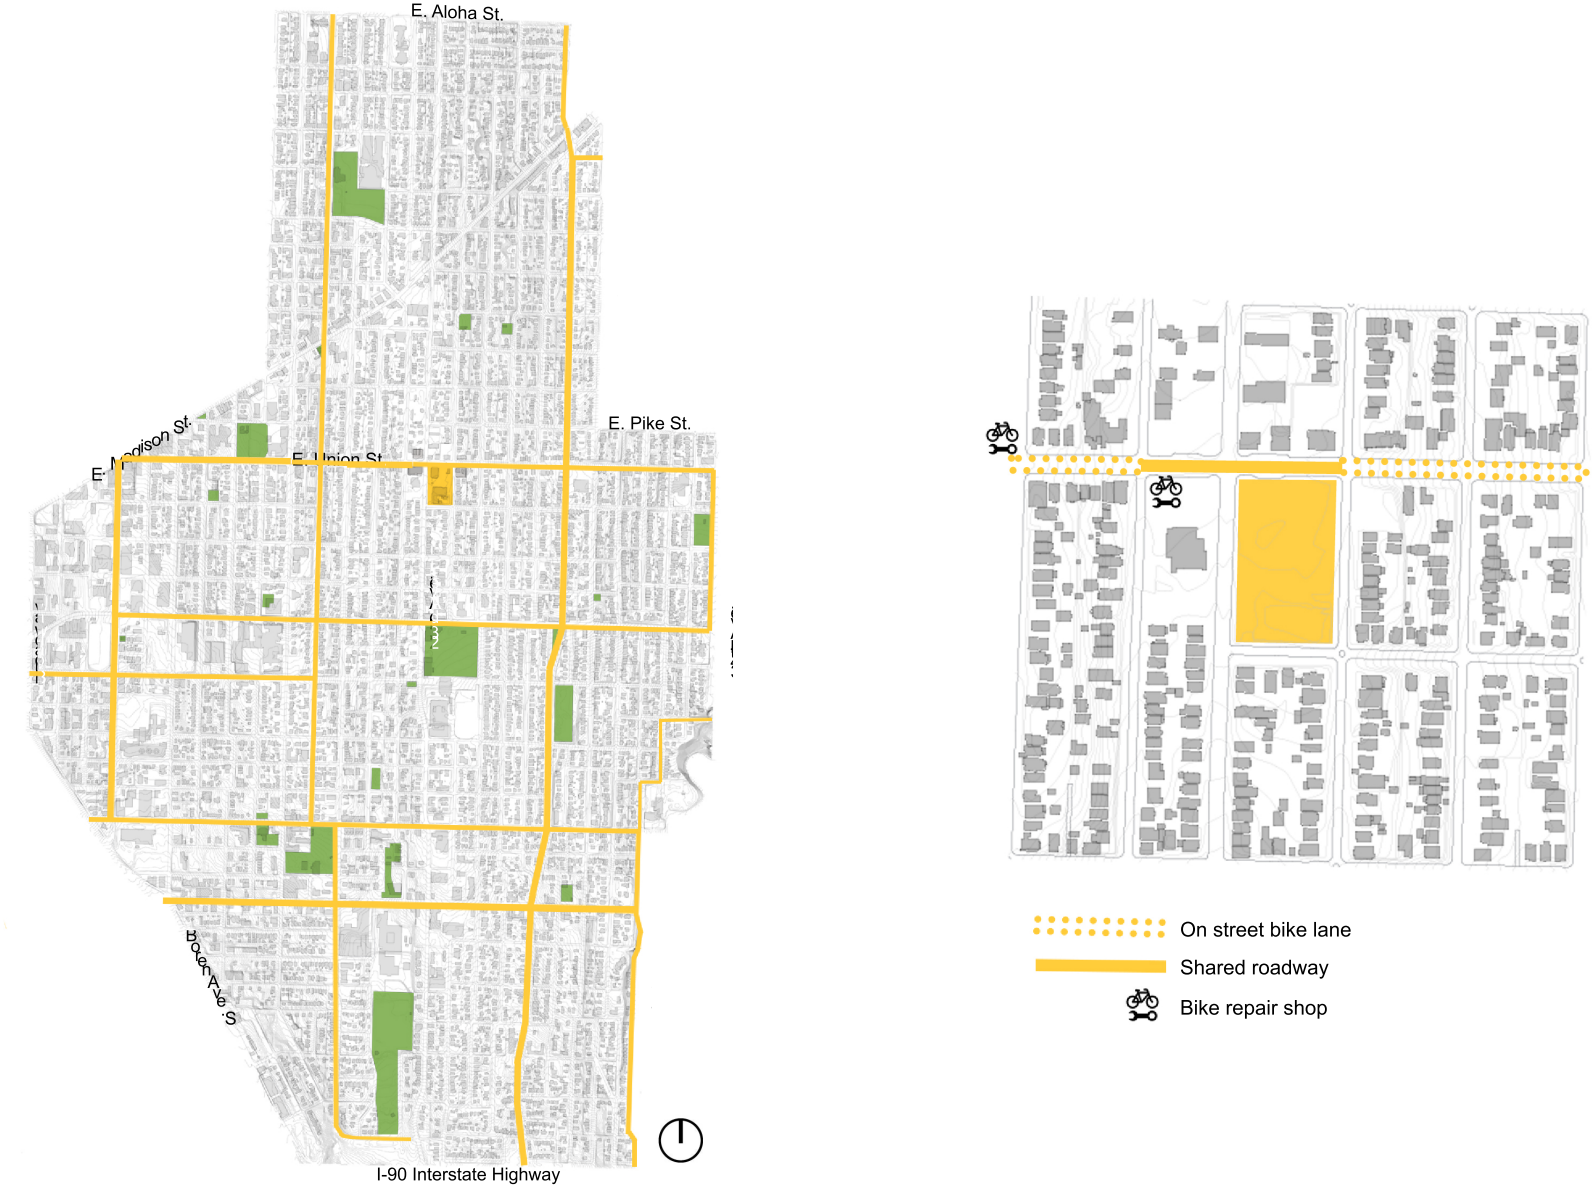 E. Aloha St.
E. Pike St.
E. Madison St.
E. Union St.
Boren Ave. S
I-90 Interstate Highway
On street bike lane
Shared roadway
Bike repair shop